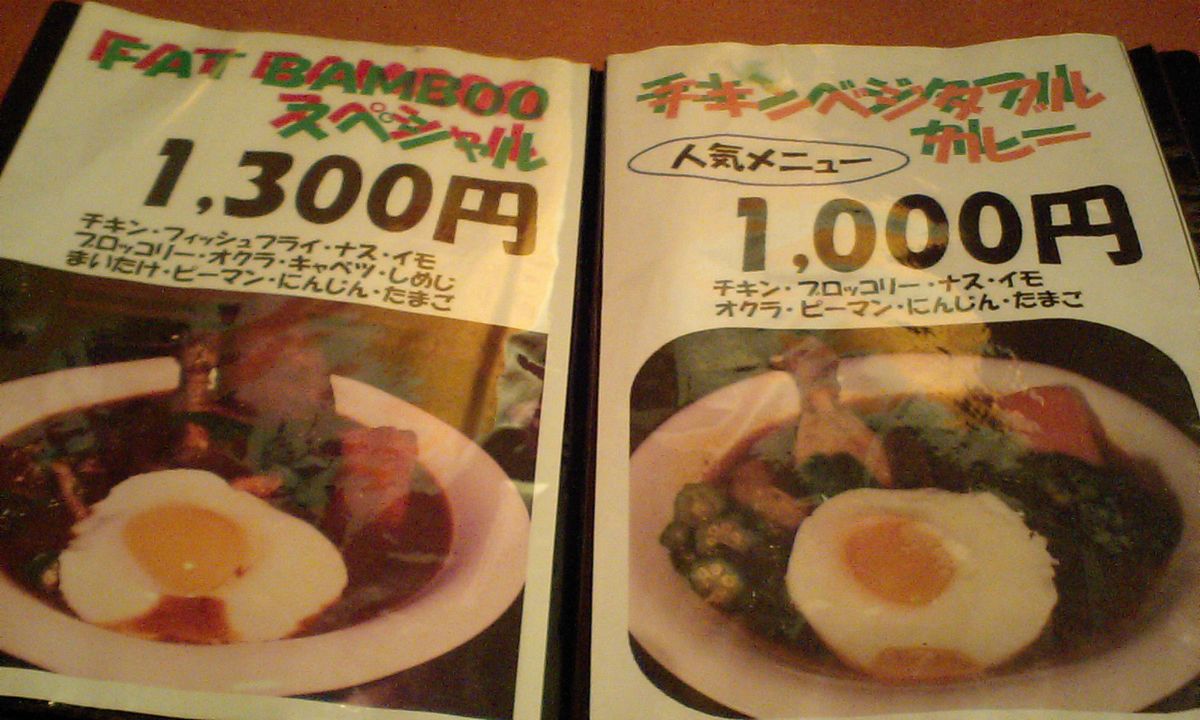 FAT BAMBOO
スペシャル
1,300円
チキン・フィッシュフライ・ナス・イモ
ブロッコリー・オクラ・キャベツ・しめじ
まいたけ・ピーマン・にんじん・たまご
チキンベジタブル
カレー
人気メニュー
1,000円
チキン・ブロッコリー・ナス・イモ
オクラ・ピーマン・にんじん・たまご